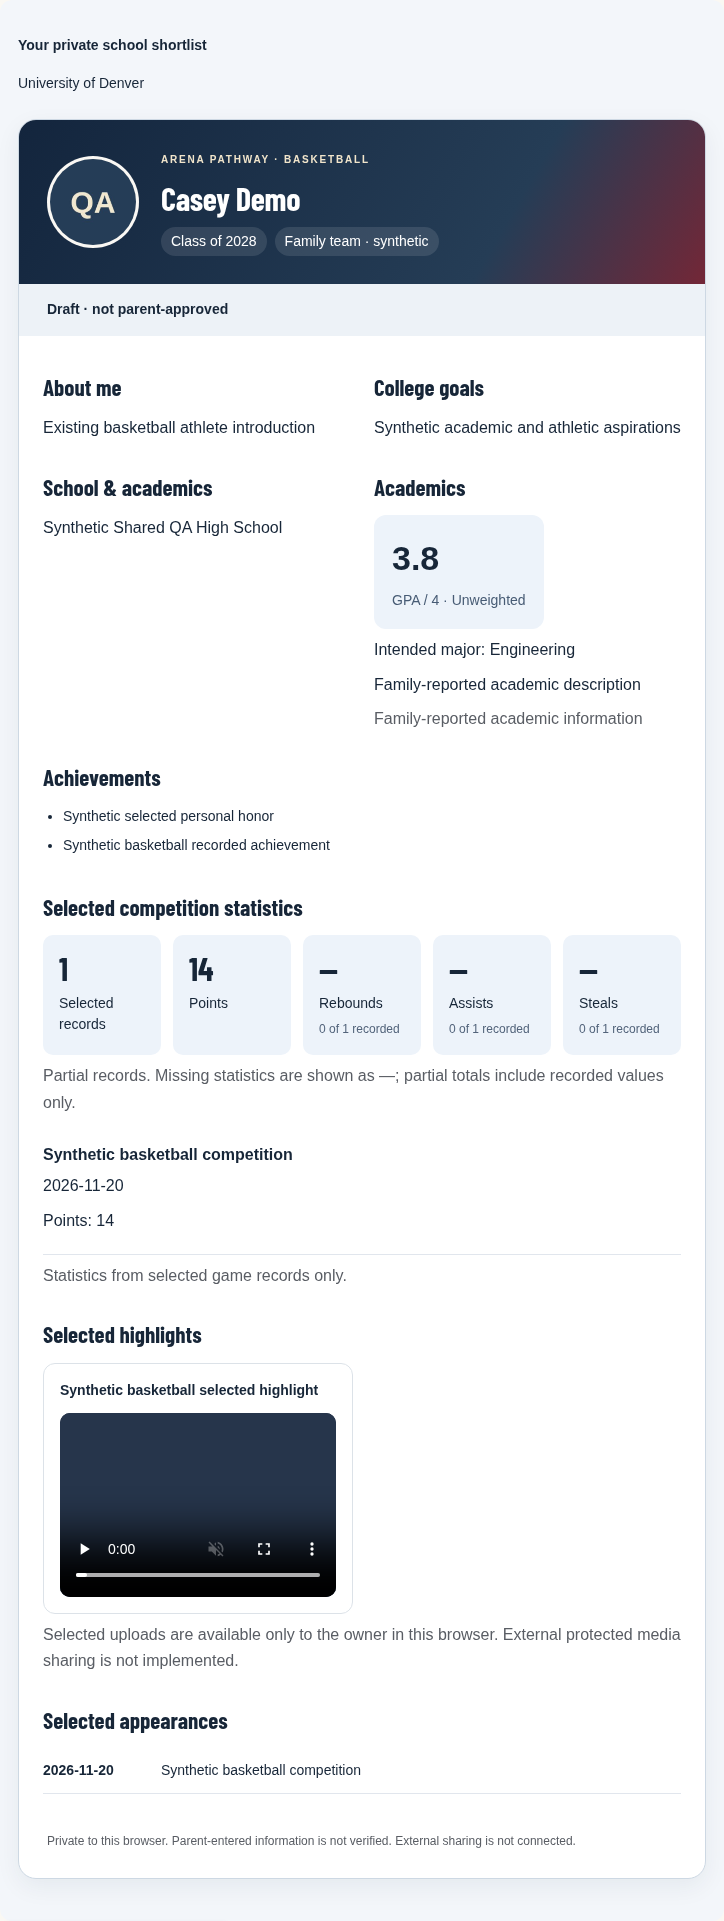 Your private school shortlist
University of Denver
ARENA PATHWAY · BASKETBALL
QA
Casey Demo
Class of 2028
Family team · synthetic
Draft · not parent-approved
About me
Existing basketball athlete introduction
College goals
Synthetic academic and athletic aspirations
School & academics
Synthetic Shared QA High School
Academics
3.8
GPA / 4 · Unweighted
Intended major: Engineering
Family-reported academic description
Family-reported academic information
Achievements
• Synthetic selected personal honor
• Synthetic basketball recorded achievement
Selected competition statistics
1
Selected
records
14
Points
—
Rebounds
0 of 1 recorded
—
Assists
0 of 1 recorded
—
Steals
0 of 1 recorded
Partial records. Missing statistics are shown as —; partial totals include recorded values
only.
Synthetic basketball competition
2026-11-20
Points: 14
Statistics from selected game records only.
Selected highlights
Synthetic basketball selected highlight
0:00
Selected uploads are available only to the owner in this browser. External protected media
sharing is not implemented.
Selected appearances
2026-11-20 Synthetic basketball competition
Private to this browser. Parent-entered information is not verified. External sharing is not connected.